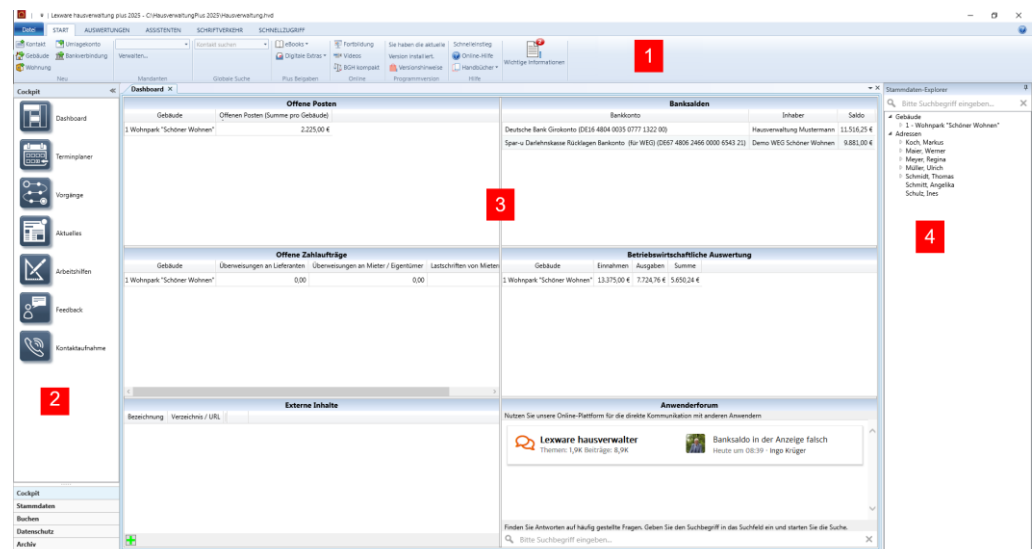 Lexware hausverwaltung plus 2025 - C:\HausverwaltungPlus 2025\Hausverwaltung.hvd
Datei START AUSWERTUNGEN ASSISTENTEN SCHRIFTVERKEHR SCHNELLZUGRIFF
Kontakt Umlagekonto Kontakt suchen eBooks Fortbildung Sie haben die aktuelle Schnelleinstieg
Gebäude Bankverbindung Verwalten... Digitale Extras Videos Version installiert. Online-Hilfe Wichtige Informationen
Wohnung BGH kompakt Versionshinweise Handbücher
Neu Mandanten Globale Suche Plus Beigaben Online Programmversion Hilfe
1
Cockpit
Dashboard
Terminplaner
Vorgänge
Aktuelles
Arbeitshilfen
Feedback
Kontaktaufnahme
2
Cockpit
Stammdaten
Buchen
Datenschutz
Archiv
Dashboard
Offene Posten
Gebäude Offenen Posten (Summe pro Gebäude)
1 Wohnpark "Schöner Wohnen" 2.225,00 €
Banksalden
Bankkonto Inhaber Saldo
Deutsche Bank Girokonto (DE16 4804 0035 0777 1322 00) Hausverwaltung Mustermann 11.516,25 €
Spar-u Darlehnskasse Rücklagen Bankonto (für WEG) (DE67 4806 2466 0000 6543 21) Demo WEG Schöner Wohnen 9.881,00 €
3
Offene Zahlaufträge
Gebäude Überweisungen an Lieferanten Überweisungen an Mieter / Eigentümer Lastschriften von Mieten
1 Wohnpark "Schöner Wohnen" 0,00 0,00
Betriebswirtschaftliche Auswertung
Gebäude Einnahmen Ausgaben Summe
1 Wohnpark "Schöner Wohnen" 13.375,00 € 7.724,76 € 5.650,24 €
Externe Inhalte
Bezeichnung Verzeichnis / URL
Anwenderforum
Nutzen Sie unsere Online-Plattform für die direkte Kommunikation mit anderen Anwendern
Lexware hausverwalter
Themen: 1,9K Beiträge: 8,9K
Banksaldo in der Anzeige falsch
Heute um 08:39 - Ingo Krüger
Finden Sie Antworten auf häufig gestellte Fragen. Geben Sie den Suchbegriff in das Suchfeld ein und starten Sie die Suche.
Bitte Suchbegriff eingeben...
Stammdaten-Explorer
Bitte Suchbegriff eingeben...
Gebäude
1 - Wohnpark "Schöner Wohnen"
Adressen
Koch, Markus
Maier, Werner
Meyer, Regina
Müller, Ulrich
Schmidt, Thomas
Schmitt, Angelika
Schulz, Ines
4